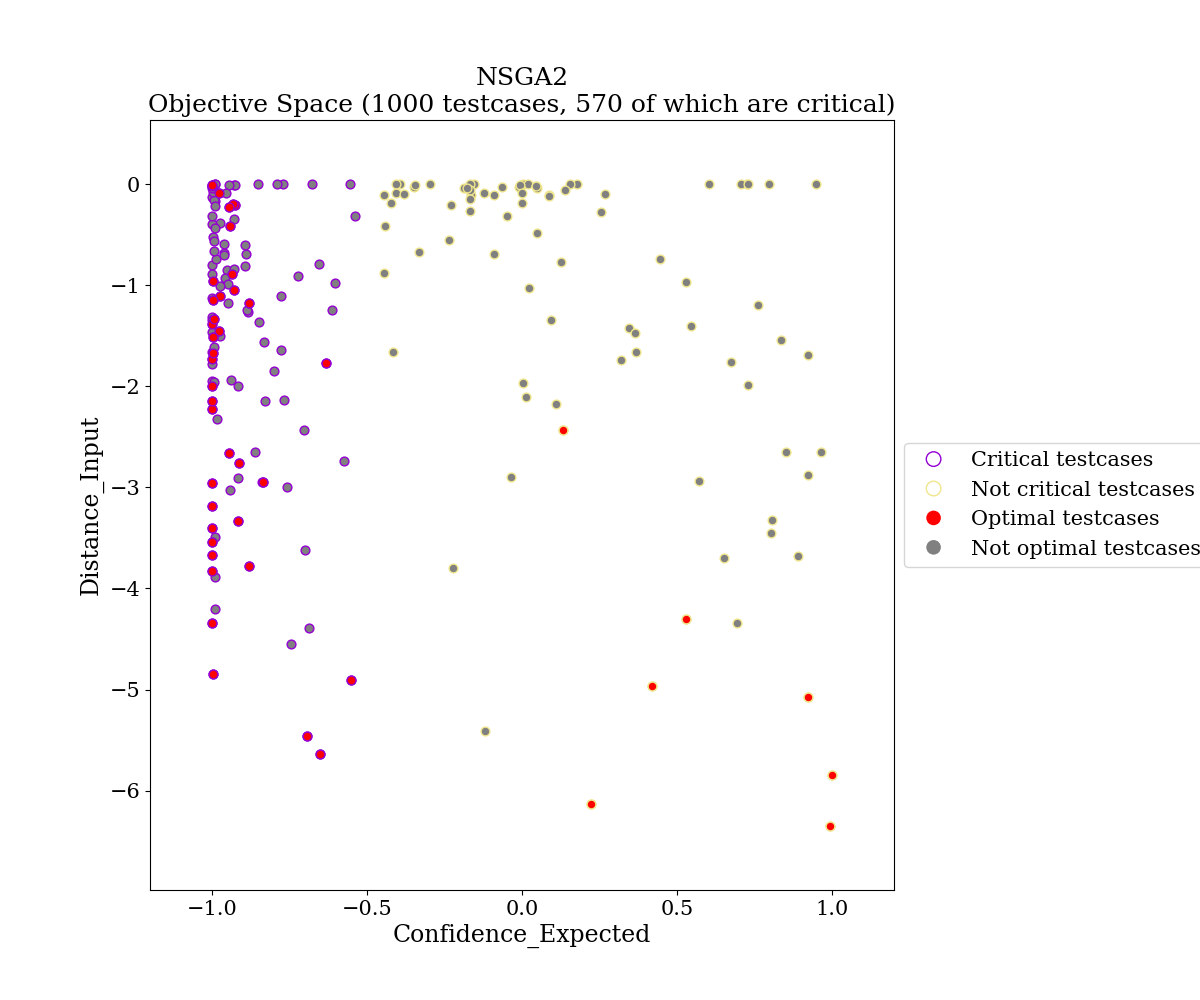 NSGA2
Objective Space (1000 testcases, 570 of which are critical)
0
−1
−2
−3
−4
−5
−6
Distance_Input
−1.0
−0.5
0.0
0.5
1.0
Confidence_Expected
Critical testcases
Not critical testcases
Optimal testcases
Not optimal testcases